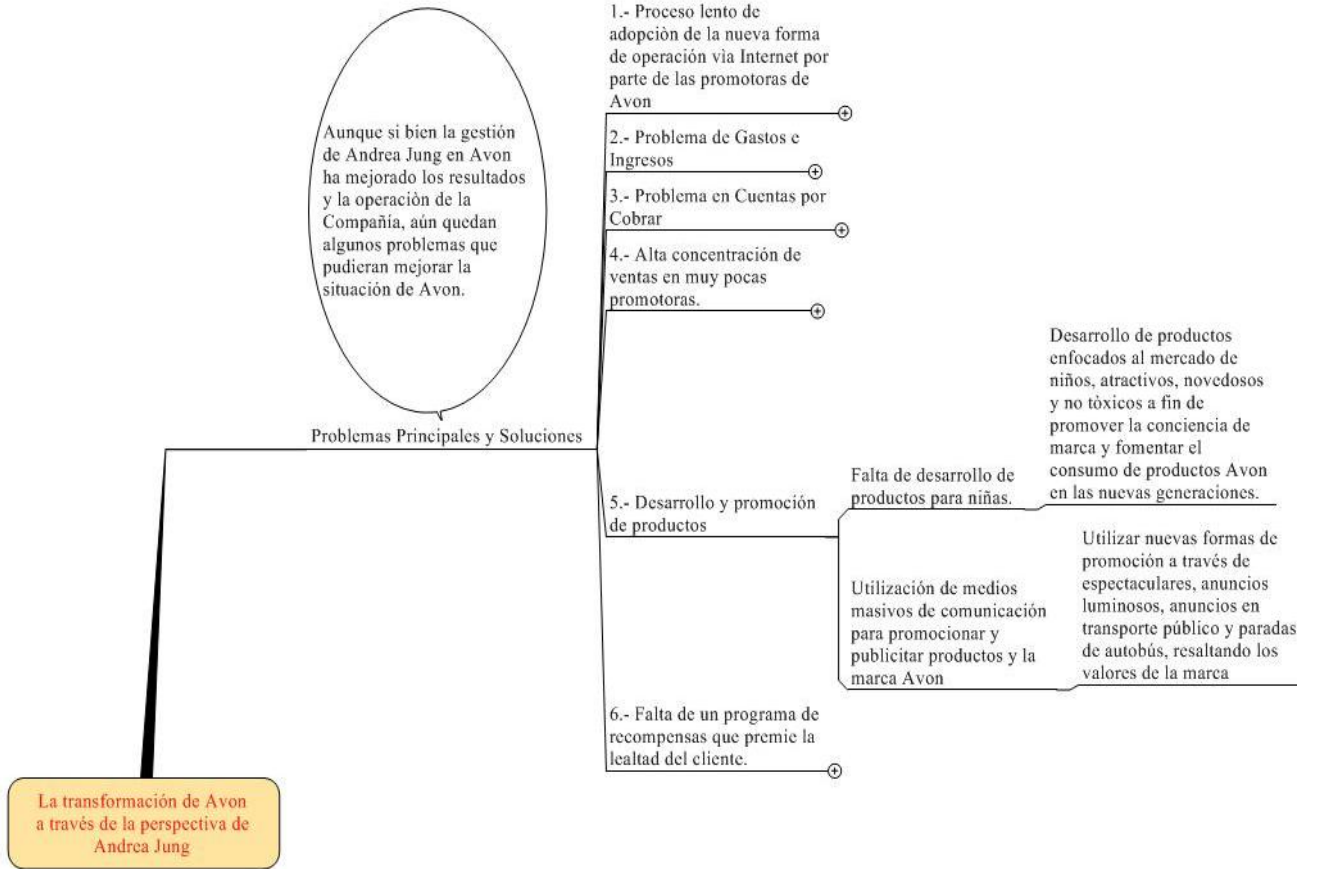 Aunque si bien la gestión
de Andrea Jung en Avon
ha mejorado los resultados
y la operaciòn de la
Compañía, aún quedan
algunos problemas que
pudieran mejorar la
situación de Avon.
Problemas Principales y Soluciones
1.- Proceso lento de
adopciòn de la nueva forma
de operación vìa Internet por
parte de las promotoras de
Avon
2.- Problema de Gastos e
Ingresos
3.- Problema en Cuentas por
Cobrar
4.- Alta concentración de
ventas en muy pocas
promotoras.
5.- Desarrollo y promoción
de productos
Falta de desarrollo de
productos para niñas.
Desarrollo de productos
enfocados al mercado de
niños, atractivos, novedosos
y no tòxicos a fin de
promover la conciencia de
marca y fomentar el
consumo de productos Avon
en las nuevas generaciones.
Utilización de medios
masivos de comunicación
para promocionar y
publicitar productos y la
marca Avon
Utilizar nuevas formas de
promoción a través de
espectaculares, anuncios
luminosos, anuncios en
transporte público y paradas
de autobús, resaltando los
valores de la marca
6.- Falta de un programa de
recompensas que premie la
lealtad del cliente.
La transformación de Avon
a través de la perspectiva de
Andrea Jung